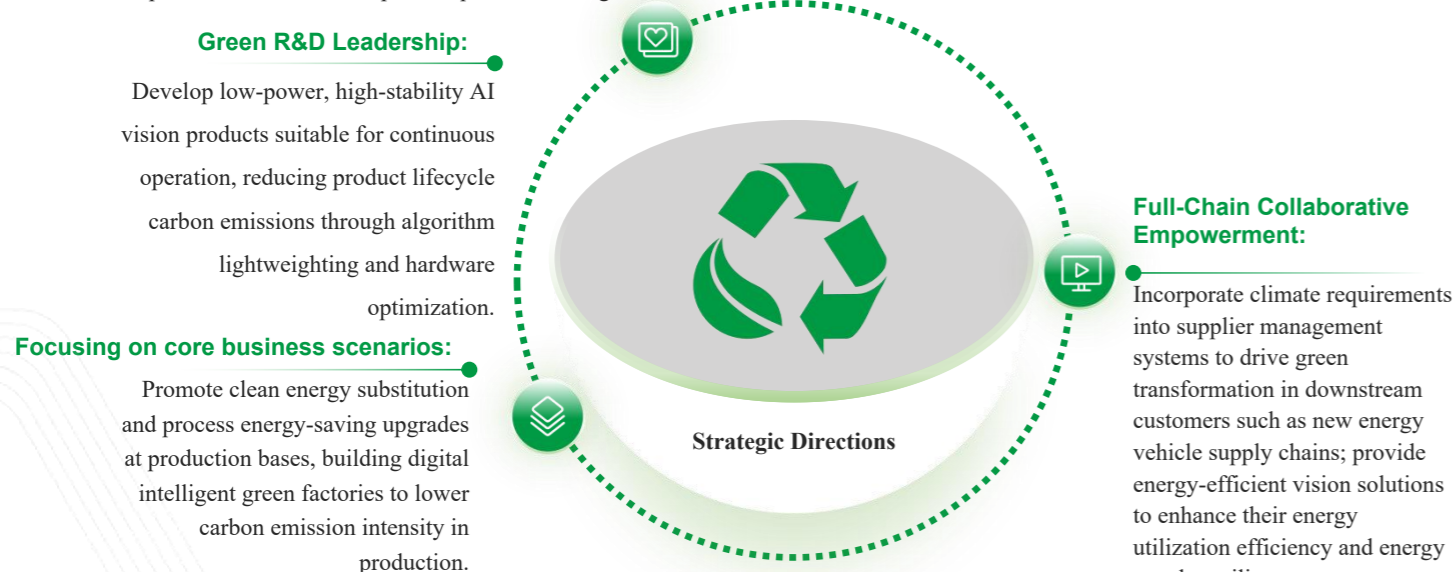 Green R&D Leadership:
Develop low-power, high-stability AI
vision products suitable for continuous
operation, reducing product lifecycle
carbon emissions through algorithm
lightweighting and hardware
optimization.
Focusing on core business scenarios:
Promote clean energy substitution
and process energy-saving upgrades
at production bases, building digital
intelligent green factories to lower
carbon emission intensity in
production.
Strategic Directions
Full-Chain Collaborative
Empowerment:
Incorporate climate requirements
into supplier management
systems to drive green
transformation in downstream
customers such as new energy
vehicle supply chains; provide
energy-efficient vision solutions
to enhance their energy
utilization efficiency and energy